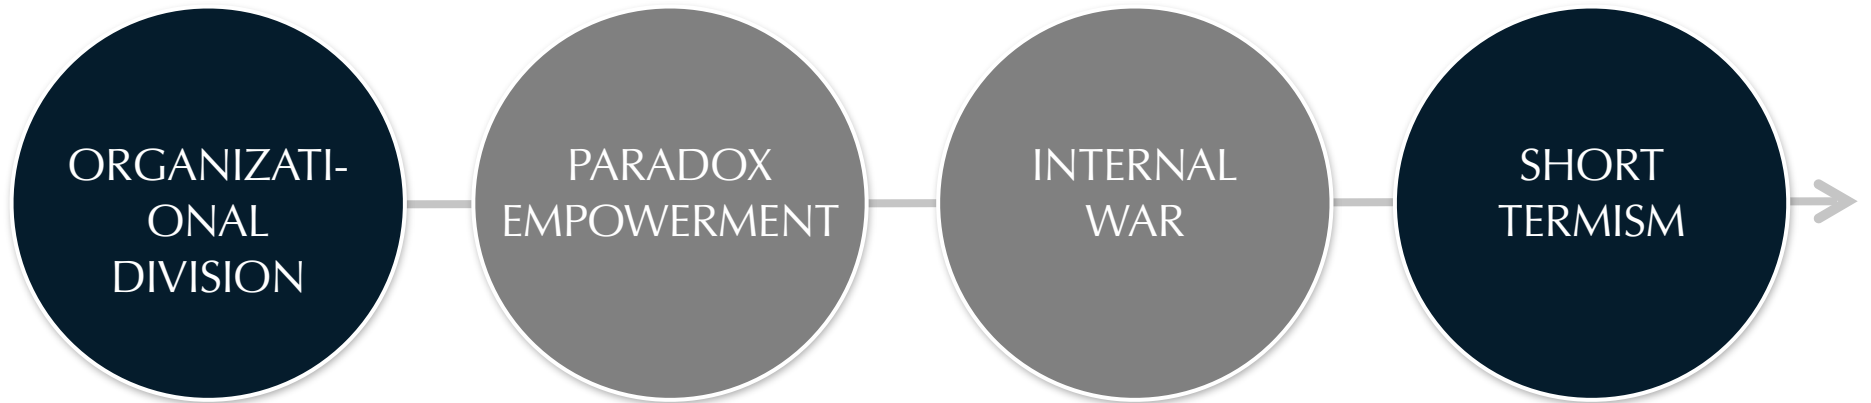 ORGANIZATI-
ONAL
DIVISION
PARADOX
EMPOWERMENT
INTERNAL
WAR
SHORT
TERMISM